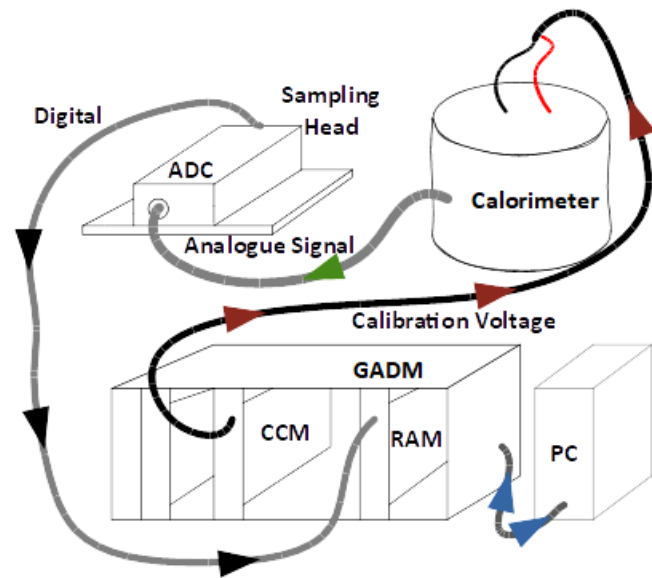 Sampling
Head
Digital
ADC
Calorimeter
Analogue Signal
Calibration Voltage
GADM
CCM
RAM
PC